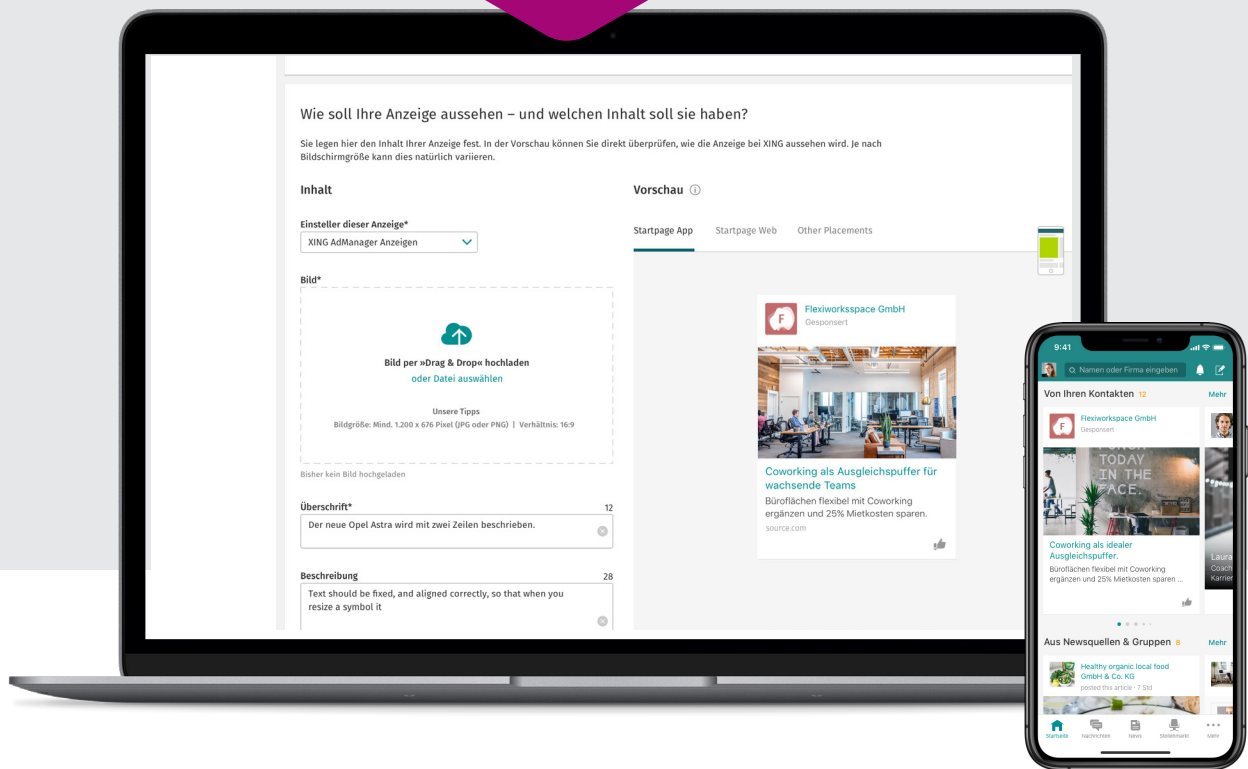 Wie soll Ihre Anzeige aussehen – und welchen Inhalt soll sie haben?
Sie legen hier den Inhalt Ihrer Anzeige fest. In der Vorschau können Sie direkt überprüfen, wie die Anzeige bei XING aussehen wird. Je nach
Bildschirmgröße kann dies natürlich variieren.
Inhalt
Einsteller dieser Anzeige*
XING AdManager Anzeigen
Bild*
Bild per »Drag & Drop« hochladen
oder Datei auswählen
Unsere Tipps
Bildgröße: Mind. 1.200 x 676 Pixel (JPG oder PNG) | Verhältnis: 16:9
Bisher kein Bild hochgeladen
Überschrift* 12
Der neue Opel Astra wird mit zwei Zeilen beschrieben.
Beschreibung 28
Text should be fixed, and aligned correctly, so that when you
resize a symbol it
Vorschau
Startpage App Startpage Web Other Placements
F
Flexiworksspace GmbH
Gesponsert
Coworking als Ausgleichspuffer für
wachsende Teams
Büroflächen flexibel mit Coworking
ergänzen und 25% Mietkosten sparen.
source.com
9:41
Namen oder Firma eingeben
Von Ihren Kontakten 12 Mehr
F
Flexiworkspace GmbH
Gesponsert
PUNCH
TODAY
IN THE
FACE.
Coworking als idealer
Ausgleichspuffer.
Büroflächen flexibel mit Coworking
ergänzen und 25% Mietkosten sparen ...
Laura
Coach
Karrier
Aus Newsquellen & Gruppen 8 Mehr
Healthy organic local food
GmbH & Co. KG
posted this article · 7 Std
Startseite Nachrichten News Stellenmarkt Mehr